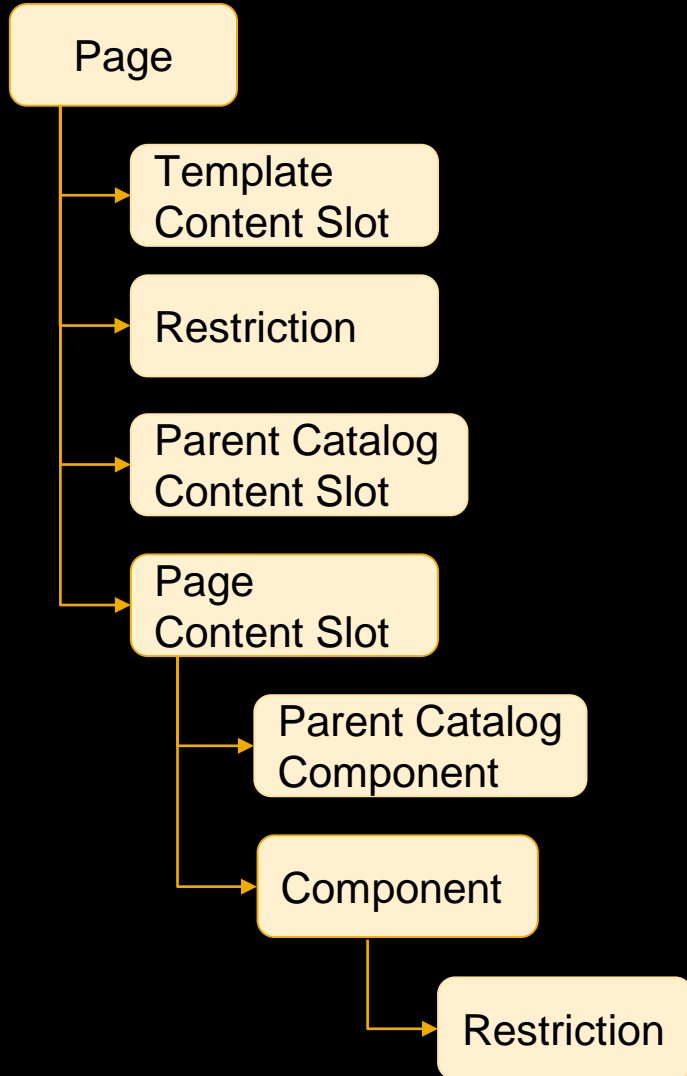 Page
Template
Content Slot
Restriction
Parent Catalog
Content Slot
Page
Content Slot
Parent Catalog
Component
Component
Restriction